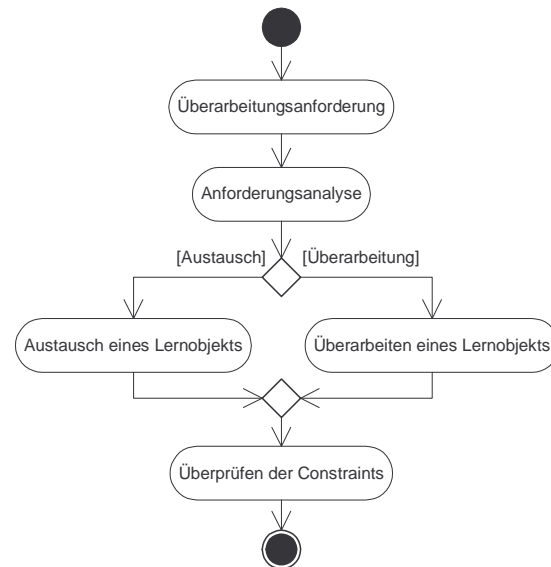 Überarbeitungsanforderung
Anforderungsanalyse
[Austausch]
[Überarbeitung]
Austausch eines Lernobjekts
Überarbeiten eines Lernobjekts
Überprüfen der Constraints